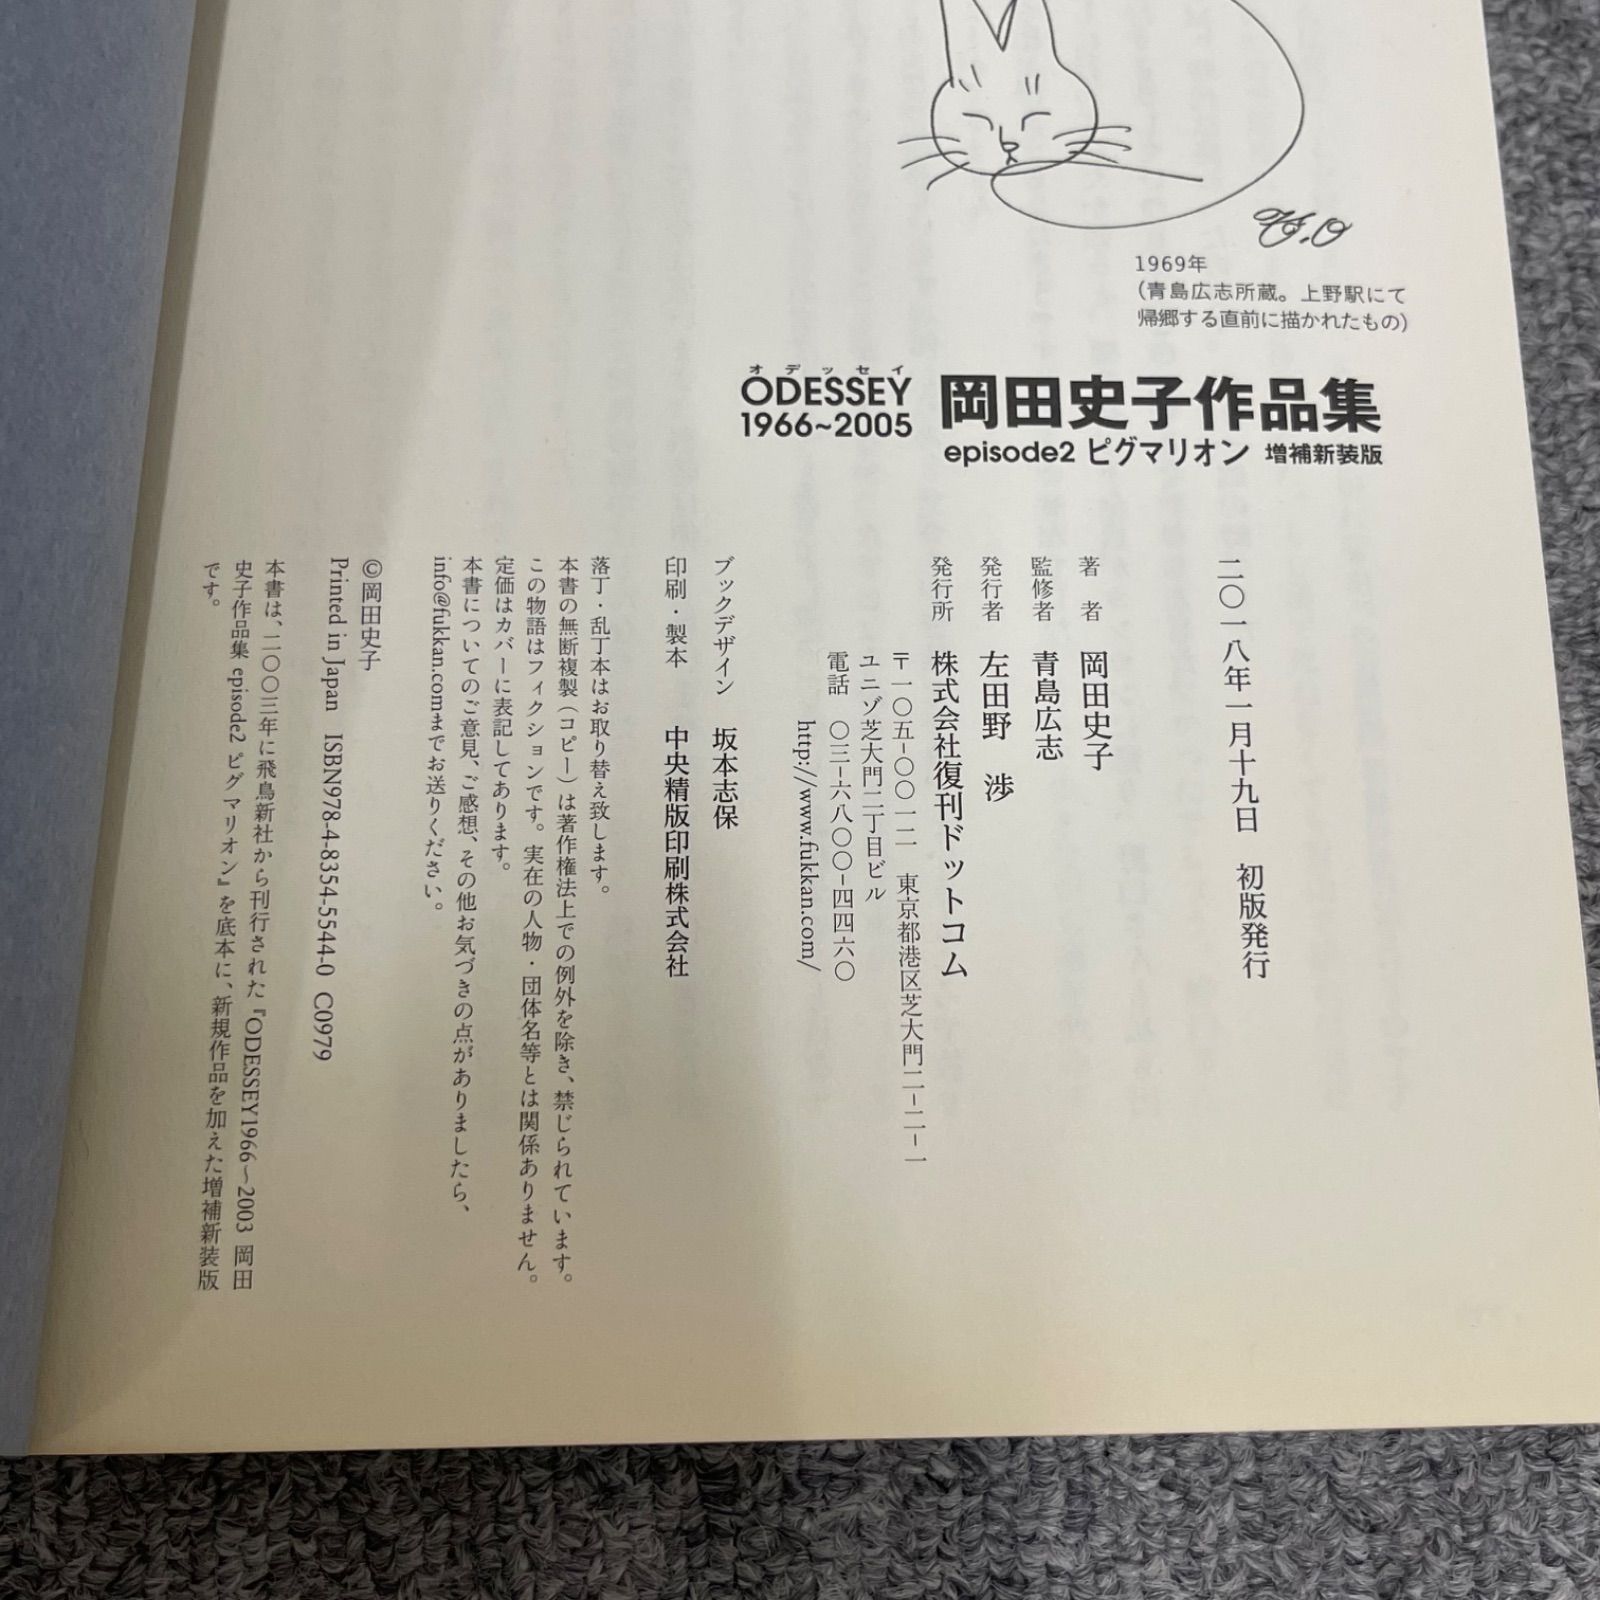 1969年
(青島広志所蔵。上野駅にて
帰郷する直前に描かれたもの)
オデッセイ
ODESSEY
1966~2005
岡田史子作品集
episode2 ピグマリオン 増補新装版
二〇一八年一月十九日 初版発行
著者 岡田史子
監修者 青島広志
発行者 左田野 渉
発行所 株式会社復刊ドットコム
〒一〇五-〇〇一二 東京都港区芝大門二-二-一
ユニゾ芝大門二丁目ビル
電話 〇三-六八〇〇-四四六〇
http://www.fukkan.com/
ブックデザイン 坂本志保
印刷・製本 中央精版印刷株式会社
落丁・乱丁本はお取り替え致します。
本書の無断複製(コピー)は著作権法上での例外を除き、禁じられています。
この物語はフィクションです。実在の人物・団体名等とは関係ありません。
定価はカバーに表記してあります。
本書についてのご意見、ご感想、その他お気づきの点がありましたら、
info@fukkan.comまでお送りください。
©岡田史子
Printed in Japan ISBN978-4-8354-5544-0 C0979
本書は、二〇〇三年に飛鳥新社から刊行された『ODESSEY1966~2003 岡田
史子作品集 episode2 ピグマリオン』を底本に、新規作品を加えた増補新装版
です。